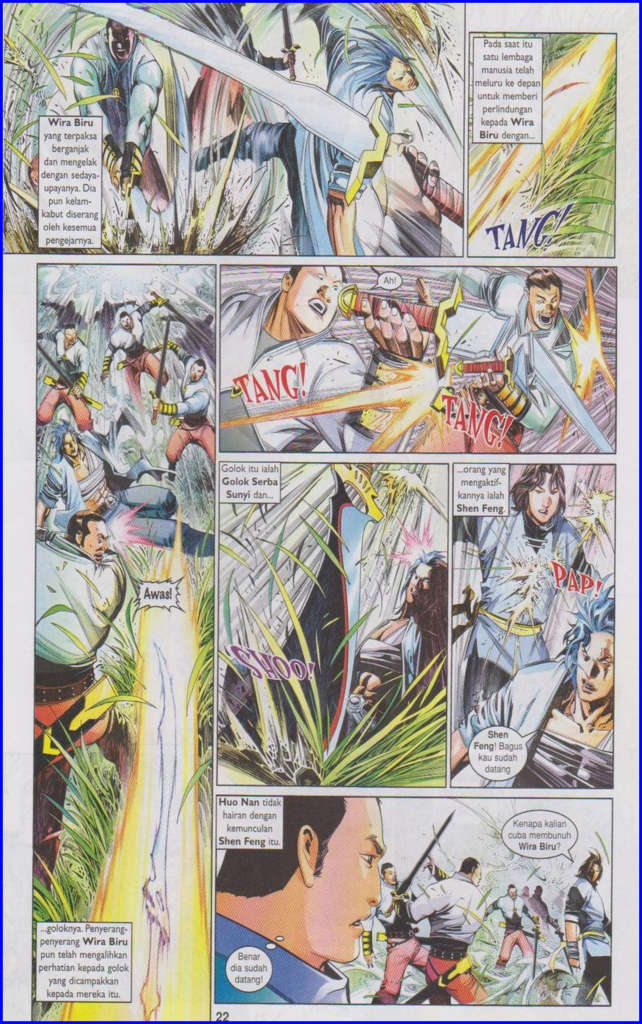 Wira Biru
yang terpaksa
berganjak
dan mengelak
dengan sedaya-
upayanya. Dia
pun kelam-
kabut diserang
oleh kesemua
pengejarnya.
Pada saat itu
satu lembaga
manusia telah
meluru ke depan
untuk memberi
perlindungan
kepada Wira
Biru dengan...
TANG!
...goloknya. Penyerang-
penyerang Wira Biru
pun telah mengalihkan
perhatian kepada golok
yang dicampakkan
kepada mereka itu.
Awas!
Ah!
TANG!
TANG!
Golok itu ialah
Golok Serba
Sunyi dan...
SHOO!
...orang yang
mengaktif-
kannya ialah
Shen Feng.
PAP!
Shen
Feng! Bagus
kau sudah
datang
Huo Nan tidak
hairan dengan
kemunculan
Shen Feng itu.
Benar
dia sudah
datang!
Kenapa kalian
cuba membunuh
Wira Biru?
22